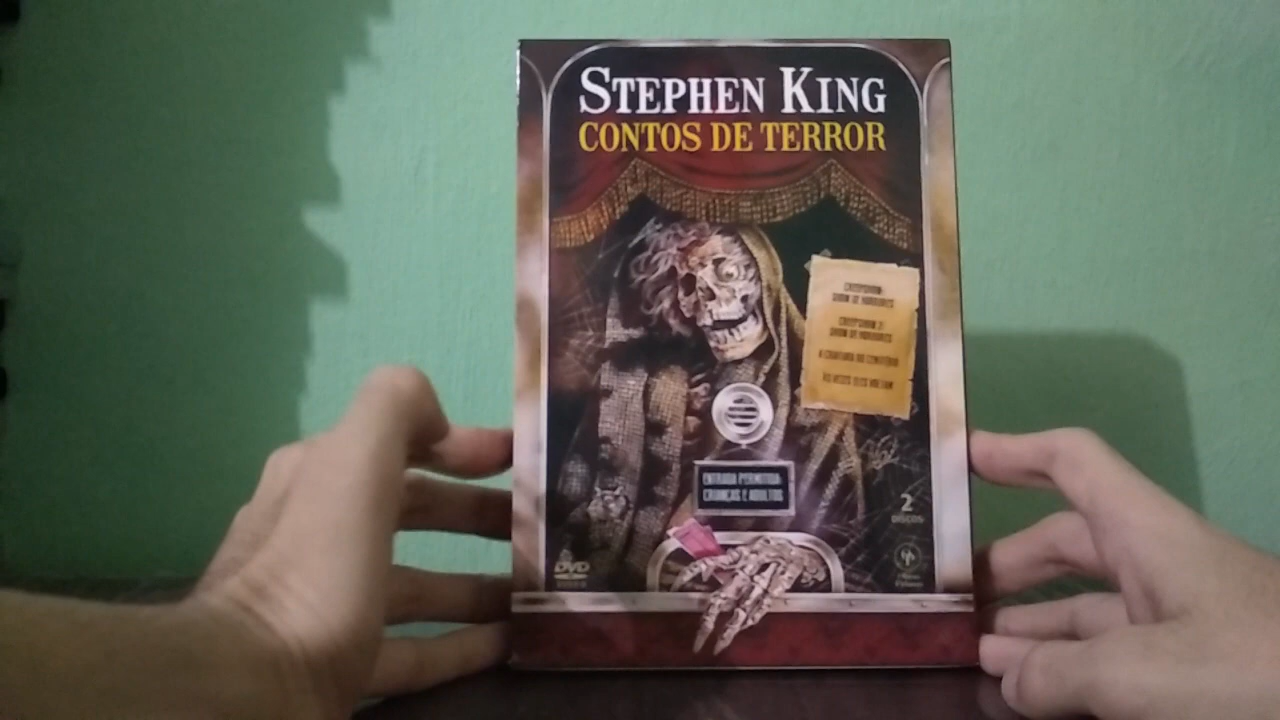 STEPHEN KING
CONTOS DE TERROR
CREEPSHOW:
SHOW DE HORRORES
CREEPSHOW 2:
SHOW DE HORRORES
A CRIATURA DO CEMITÉRIO
ÀS VEZES ELES VOLTAM
ENTRADA PERMITIDA:
CRIANÇAS E ADULTOS
2
DISCOS
DVD
VIDEO